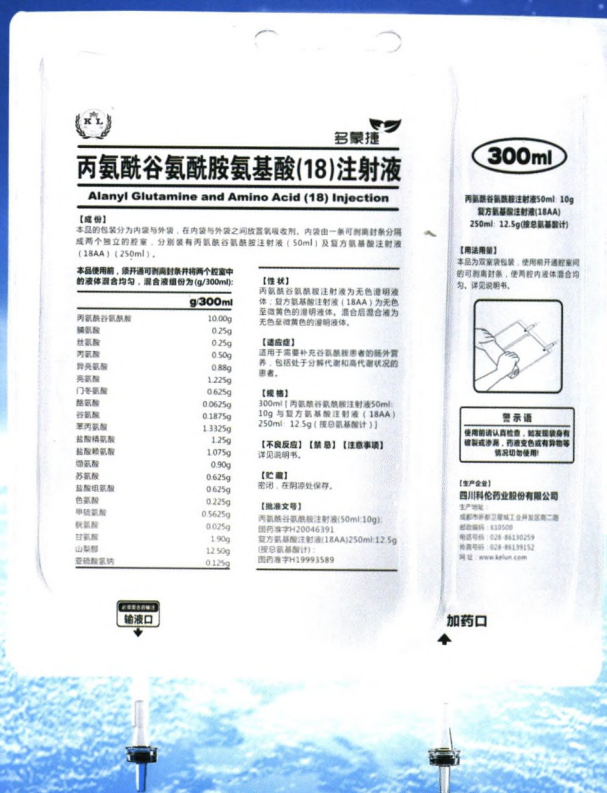 KL
多蒙捷
丙氨酰谷氨酰胺氨基酸(18)注射液
Alanyl Glutamine and Amino Acid (18) Injection
【成份】
本品的包装分为内袋与外袋，在内袋与外袋之间放置氧吸收剂。内袋由一条可剥离封条分隔
成两个独立的腔室，分别装有丙氨酰谷氨酰胺注射液（50ml）及复方氨基酸注射液
（18AA）（250ml）。
本品使用前，须开通可剥离封条并将两个腔室中
的液体混合均匀，混合液组份为(g/300ml):
g/300ml
丙氨酰谷氨酰胺 10.00g
脯氨酸 0.25g
丝氨酸 0.25g
丙氨酸 0.50g
异亮氨酸 0.88g
亮氨酸 1.225g
门冬氨酸 0.625g
酪氨酸 0.0625g
谷氨酸 0.1875g
苯丙氨酸 1.3325g
盐酸精氨酸 1.25g
盐酸赖氨酸 1.075g
缬氨酸 0.90g
苏氨酸 0.625g
盐酸组氨酸 0.625g
色氨酸 0.225g
甲硫氨酸 0.5625g
胱氨酸 0.025g
甘氨酸 1.90g
山梨醇 12.50g
亚硫酸氢钠 0.125g
【性状】
丙氨酰谷氨酰胺注射液为无色澄明液
体；复方氨基酸注射液（18AA）为无色
至微黄色的澄明液体。混合后混合液为
无色至微黄色的澄明液体。
【适应症】
适用于需要补充谷氨酰胺患者的肠外营
养，包括处于分解代谢和高代谢状况的
患者。
【规格】
300ml［丙氨酰谷氨酰胺注射液50ml:
10g 与复方氨基酸注射液（18AA）
250ml：12.5g（按总氨基酸计）］
【不良反应】【禁忌】【注意事项】
详见说明书。
【贮藏】
密闭，在阴凉处保存。
【批准文号】
丙氨酰谷氨酰胺注射液(50ml:10g):
国药准字H20046391
复方氨基酸注射液(18AA)250ml:12.5g
(按总氨基酸计):
国药准字H19993589
输液口
300ml
丙氨酰谷氨酰胺注射液50ml: 10g
复方氨基酸注射液(18AA)
250ml: 12.5g(按总氨基酸计)
【用法用量】
本品为双室袋包装，使用前开通腔室间
的可剥离封条，使两腔内液体混合均
匀。详见说明书。
警示语
使用前请认真检查，如发现袋身有
破裂或渗漏，药液变色或有异物等
情况切勿使用!
【生产企业】
四川科伦药业股份有限公司
生产地址:
成都市新都卫星城工业开发区南二路
邮政编码: 610500
电话号码: 028-86130259
传真号码: 028-86139152
网址: www.kelun.com
加药口